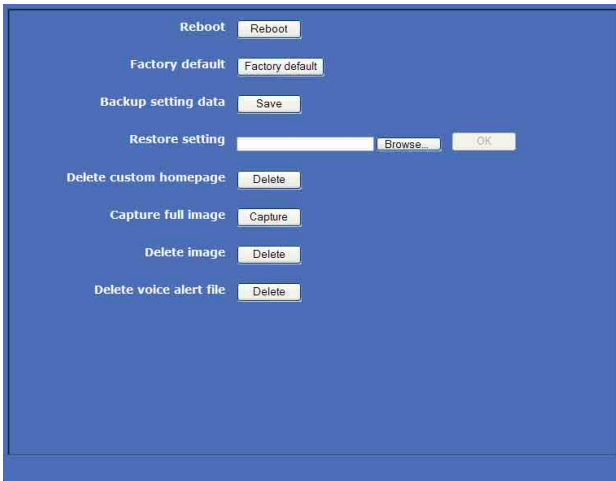 Reboot Reboot
Factory default Factory default
Backup setting data Save
Restore setting Browse... OK
Delete custom homepage Delete
Capture full image Capture
Delete image Delete
Delete voice alert file Delete